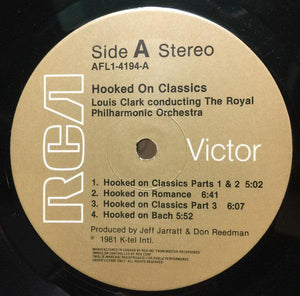 Side A Stereo
AFL1-4194-A
Hooked On Classics
Louis Clark conducting The Royal
Philharmonic Orchestra
RCA
Victor
1. Hooked on Classics Parts 1 & 2 5:02
2. Hooked on Romance 6:41
3. Hooked on Classics Part 3 6:07
4. Hooked on Bach 5:52
Produced by Jeff Jarratt & Don Reedman
℗ 1981 K-tel Intl.